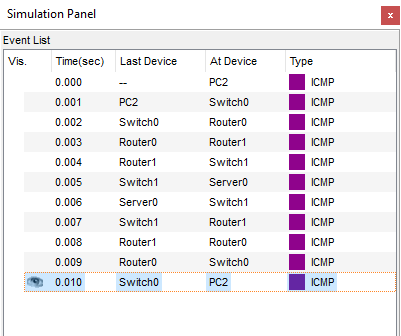 Simulation Panel x
Event List
Vis. Time(sec) Last Device At Device Type
0.000 -- PC2 ICMP
0.001 PC2 Switch0 ICMP
0.002 Switch0 Router0 ICMP
0.003 Router0 Router1 ICMP
0.004 Router1 Switch1 ICMP
0.005 Switch1 Server0 ICMP
0.006 Server0 Switch1 ICMP
0.007 Switch1 Router1 ICMP
0.008 Router1 Router0 ICMP
0.009 Router0 Switch0 ICMP
0.010 Switch0 PC2 ICMP